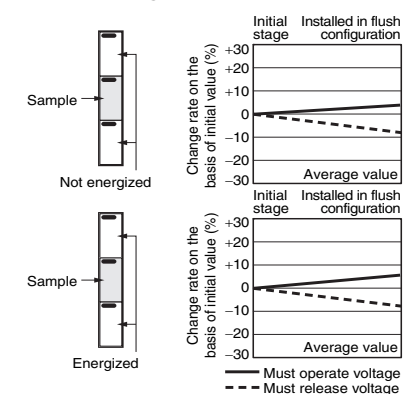 Sample
Not energized
Initial stage
Installed in flush configuration
Change rate on the basis of initial value (%)
+30
+20
+10
0
−10
−20
−30
Average value
Sample
Energized
Initial stage
Installed in flush configuration
Change rate on the basis of initial value (%)
+30
+20
+10
0
−10
−20
−30
Average value
Must operate voltage
Must release voltage